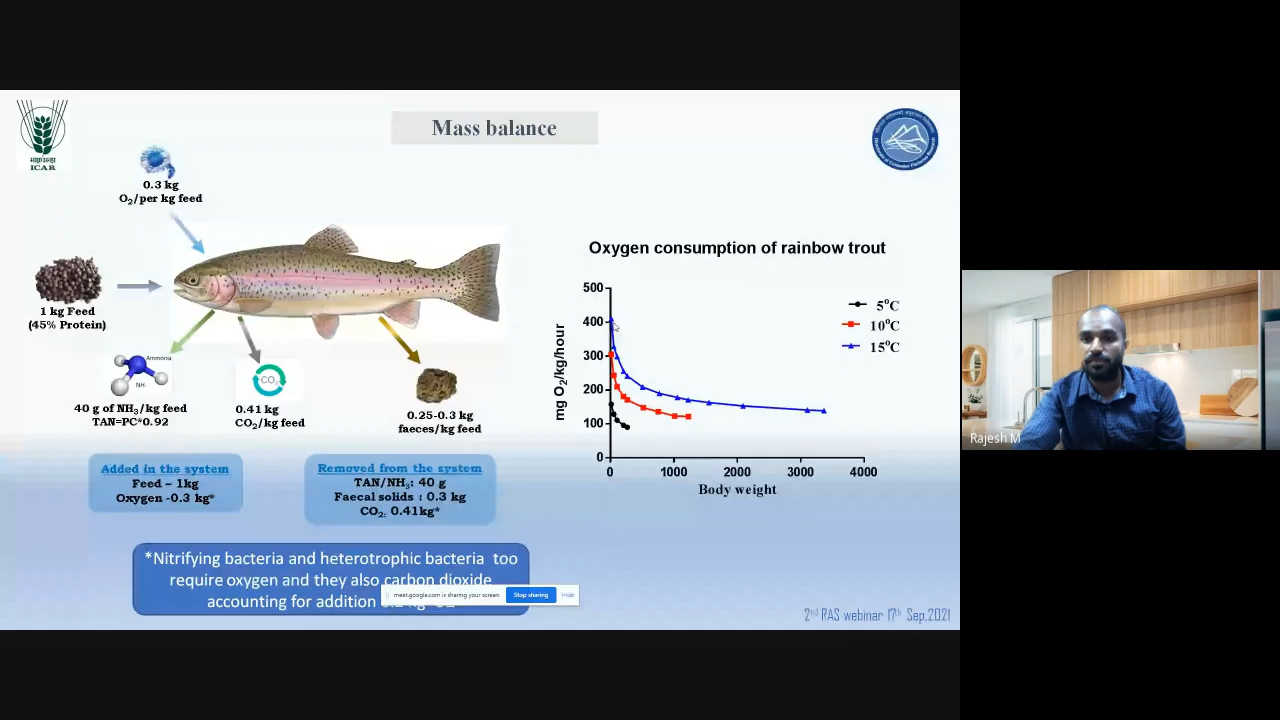 Mass balance
भाकृअनुप
ICAR
0.3 kg
O₂/per kg feed
1 kg Feed
(45% Protein)
Ammonia
NH
40 g of NH₃/kg feed
TAN=PC*0.92
CO₂
0.41 kg
CO₂/kg feed
0.25-0.3 kg
faeces/kg feed
Added in the system
Feed – 1kg
Oxygen -0.3 kg*
Removed from the system
TAN/NH₃: 40 g
Faecal solids : 0.3 kg
CO₂: 0.41kg*
*Nitrifying bacteria and heterotrophic bacteria too
require oxygen and they also carbon dioxide
accounting for addition
meet.google.com is sharing your screen
Stop sharing
Hide
Oxygen consumption of rainbow trout
mg O₂/kg/hour
500
400
300
200
100
0
5°C
10°C
15°C
0
1000
2000
3000
4000
Body weight
2nd RAS webinar 17th Sep,2021
Rajesh M